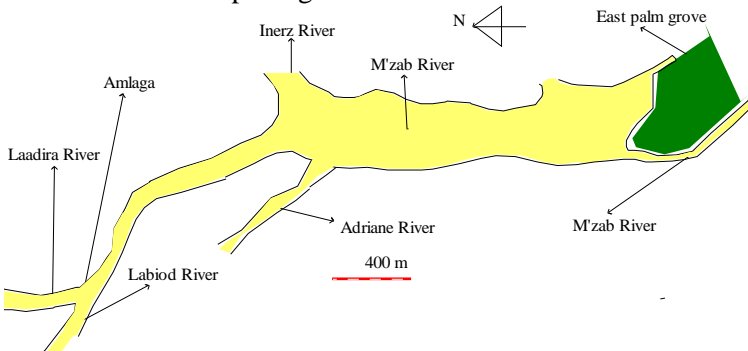 East palm grove
N
Inerz River
M'zab River
Amlaga
Laadira River
M'zab River
Adriane River
400 m
Labiod River